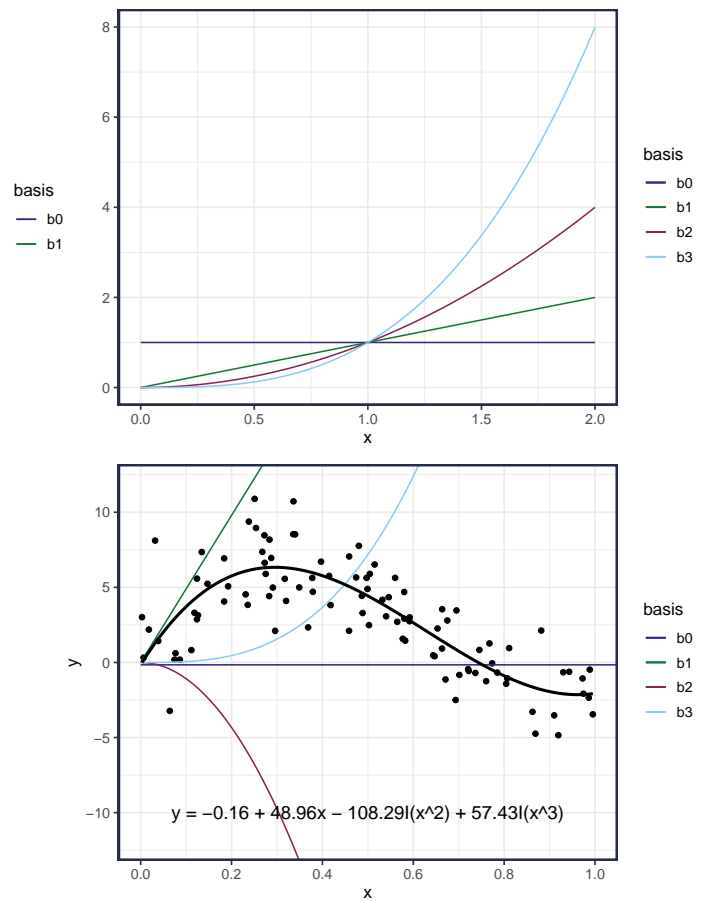 8
6
4
2
0
0.0 0.5 1.0 1.5 2.0
x
basis
b0
b1
basis
b0
b1
b2
b3
10
5
0
−5
−10
y
y = −0.16 + 48.96x − 108.29I(x^2) + 57.43I(x^3)
0.0 0.2 0.4 0.6 0.8 1.0
x
basis
b0
b1
b2
b3